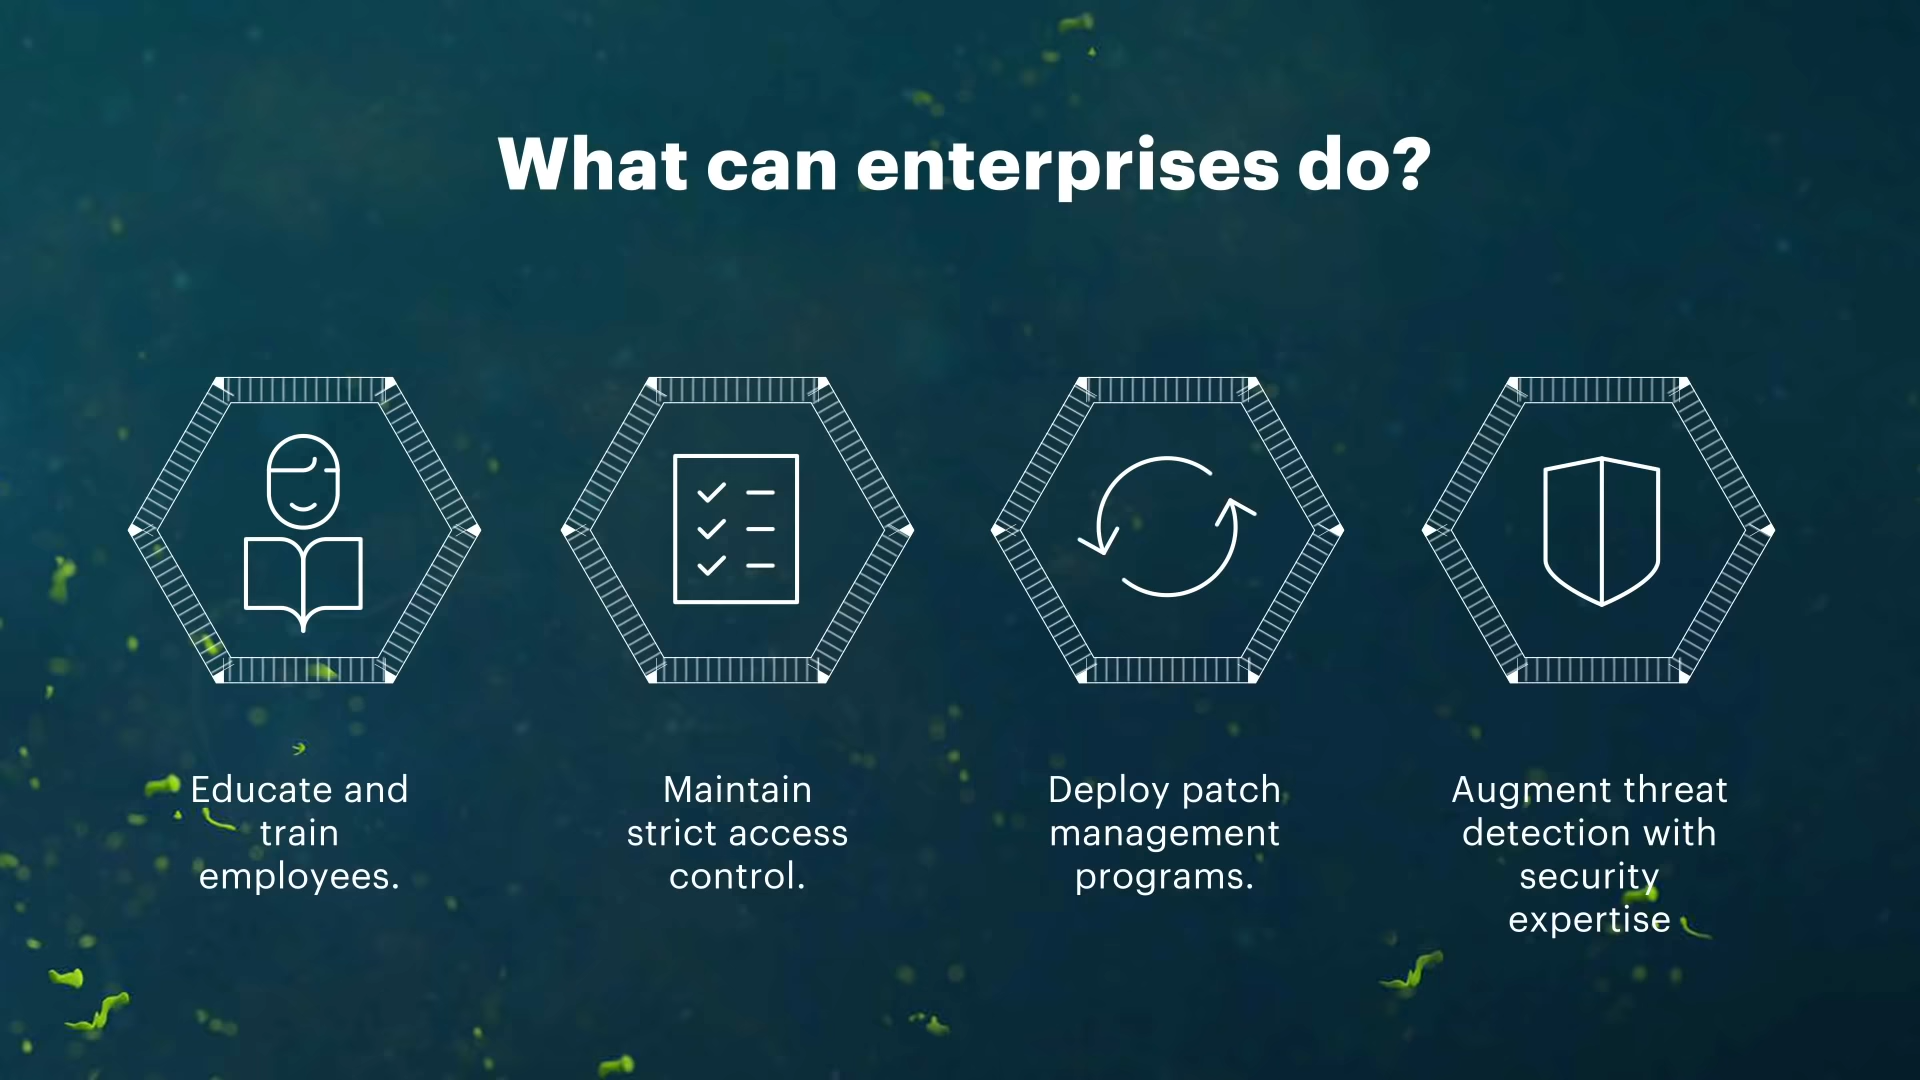 What can enterprises do?
Educate and
train
employees.
Maintain
strict access
control.
Deploy patch
management
programs.
Augment threat
detection with
security
expertise